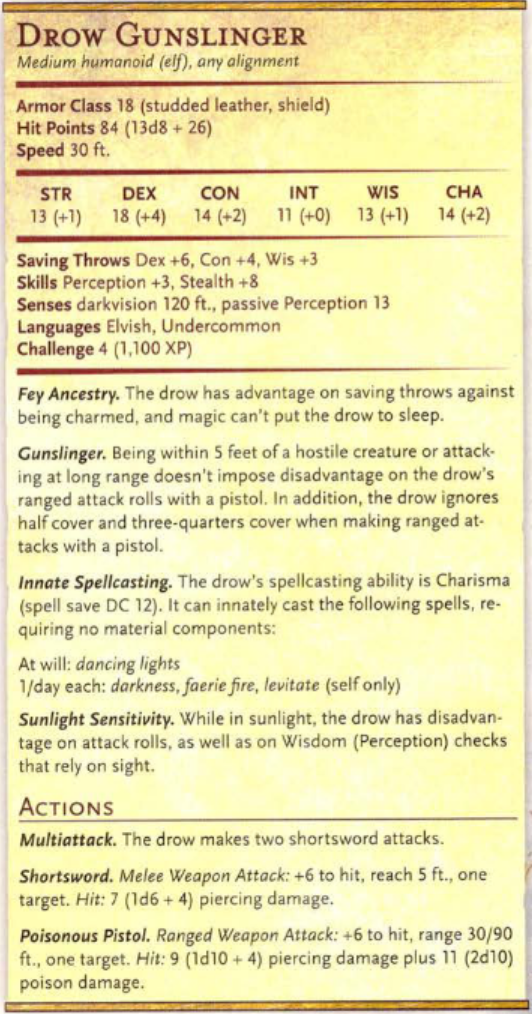 DROW GUNSLINGER
Medium humanoid (elf), any alignment
Armor Class 18 (studded leather, shield)
Hit Points 84 (13d8 + 26)
Speed 30 ft.
STR DEX CON INT WIS CHA
13 (+1) 18 (+4) 14 (+2) 11 (+0) 13 (+1) 14 (+2)
Saving Throws Dex +6, Con +4, Wis +3
Skills Perception +3, Stealth +8
Senses darkvision 120 ft., passive Perception 13
Languages Elvish, Undercommon
Challenge 4 (1,100 XP)
Fey Ancestry. The drow has advantage on saving throws against
being charmed, and magic can't put the drow to sleep.
Gunslinger. Being within 5 feet of a hostile creature or attack-
ing at long range doesn't impose disadvantage on the drow's
ranged attack rolls with a pistol. In addition, the drow ignores
half cover and three-quarters cover when making ranged at-
tacks with a pistol.
Innate Spellcasting. The drow's spellcasting ability is Charisma
(spell save DC 12). It can innately cast the following spells, re-
quiring no material components:
At will: dancing lights
1/day each: darkness, faerie fire, levitate (self only)
Sunlight Sensitivity. While in sunlight, the drow has disadvan-
tage on attack rolls, as well as on Wisdom (Perception) checks
that rely on sight.
ACTIONS
Multiattack. The drow makes two shortsword attacks.
Shortsword. Melee Weapon Attack: +6 to hit, reach 5 ft., one
target. Hit: 7 (1d6 + 4) piercing damage.
Poisonous Pistol. Ranged Weapon Attack: +6 to hit, range 30/90
ft., one target. Hit: 9 (1d10 + 4) piercing damage plus 11 (2d10)
poison damage.